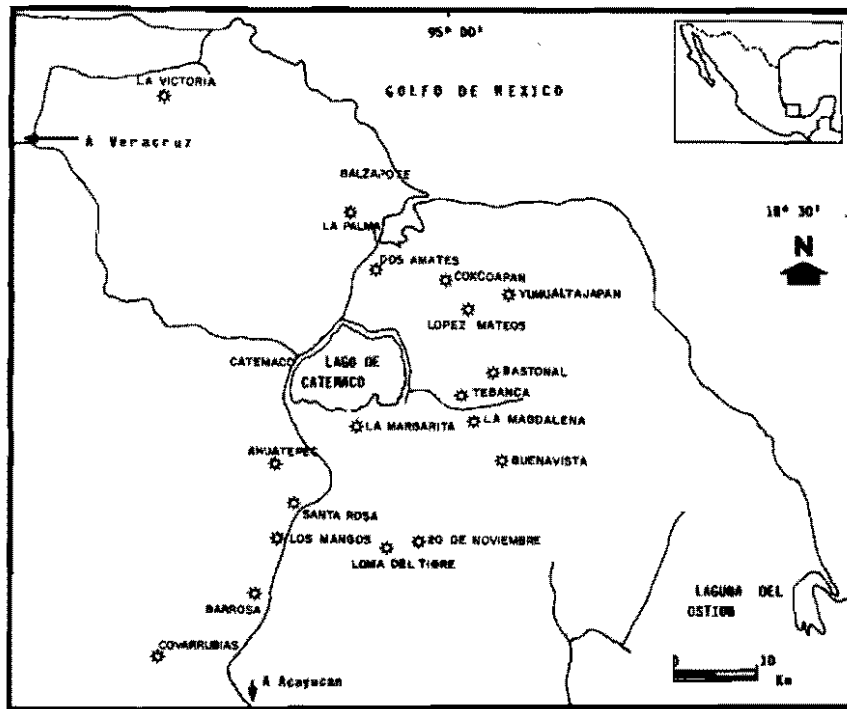 95° 00'
LA VICTORIA
GOLFO DE MEXICO
A Veracruz
BALZAPOTE
18° 30'
LA PALMA
N
DOS AMATES
COXCOAPAN
YUMUALTAJAPAN
LOPEZ MATEOS
CATEMACO
LAGO DE
CATEMACO
BASTONAL
TEBANCA
LA MARGARITA
LA MAGDALENA
AHUATEPEC
BUENAVISTA
SANTA ROSA
LOS MANGOS
20 DE NOVIEMBRE
LOMA DEL TIGRE
BARROSA
LAGUNA DEL
OSTION
COVARRUBIAS
0 10
Km
A Acayucan